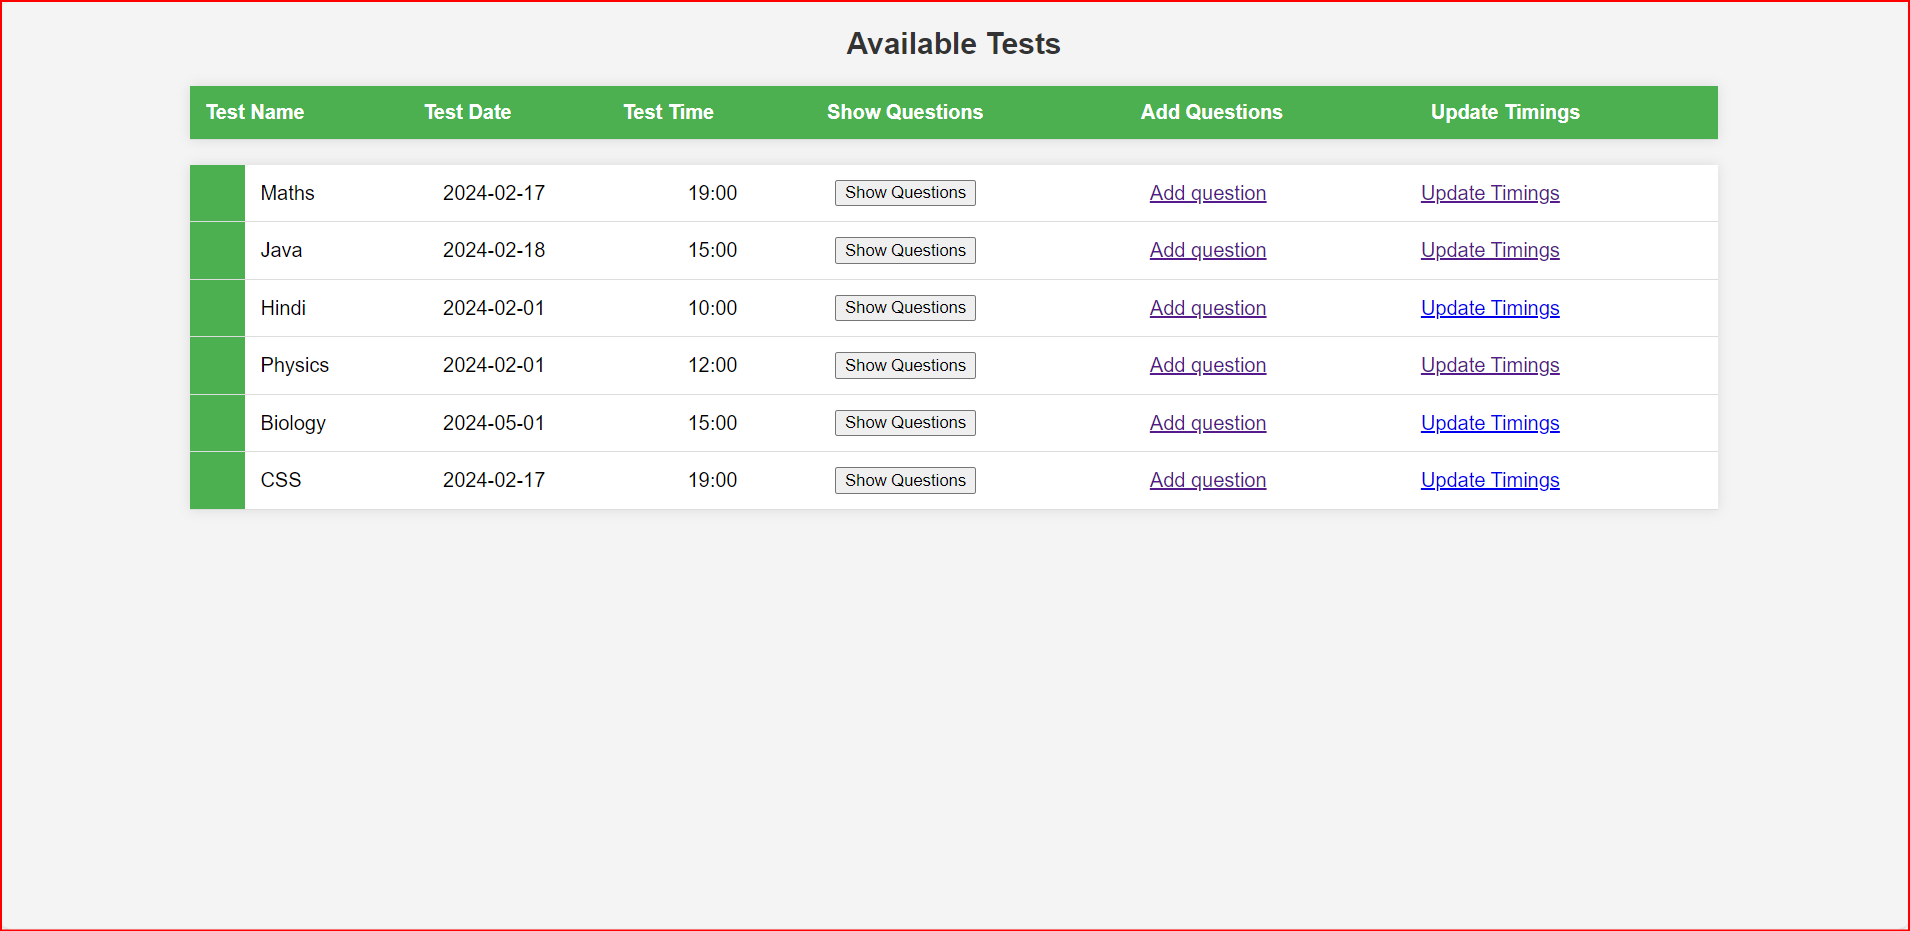 Available Tests
Test Name Test Date Test Time Show Questions Add Questions Update Timings
Maths 2024-02-17 19:00 Show Questions Add question Update Timings
Java 2024-02-18 15:00 Show Questions Add question Update Timings
Hindi 2024-02-01 10:00 Show Questions Add question Update Timings
Physics 2024-02-01 12:00 Show Questions Add question Update Timings
Biology 2024-05-01 15:00 Show Questions Add question Update Timings
CSS 2024-02-17 19:00 Show Questions Add question Update Timings